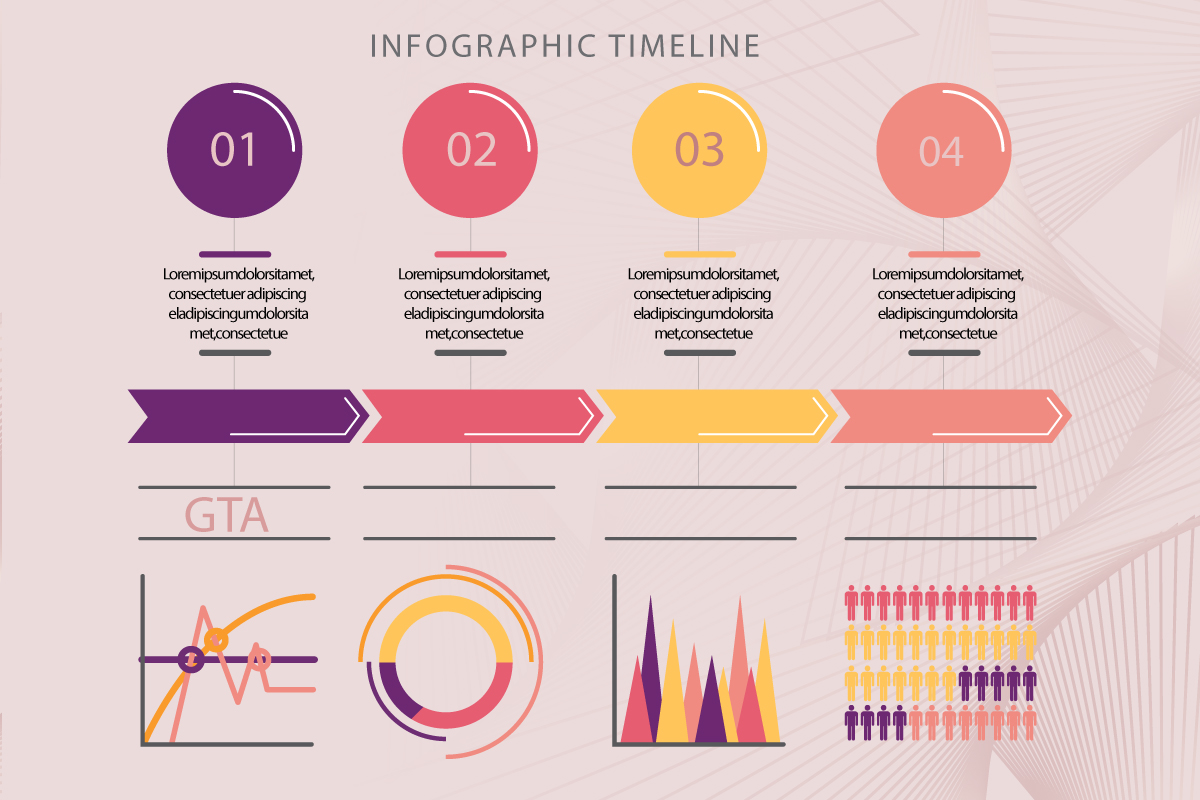 INFOGRAPHIC TIMELINE
01
02
03
04
Loremipsumdolorsitamet,
consectetuer adipiscing
eladipiscingumdolorsita
met,consectetue
Loremipsumdolorsitamet,
consectetuer adipiscing
eladipiscingumdolorsita
met,consectetue
Loremipsumdolorsitamet,
consectetuer adipiscing
eladipiscingumdolorsita
met,consectetue
Loremipsumdolorsitamet,
consectetuer adipiscing
eladipiscingumdolorsita
met,consectetue
GTA